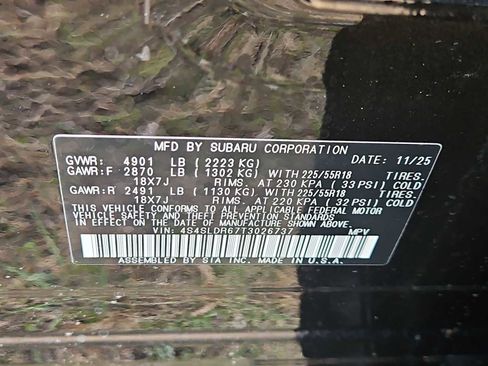 MFD BY SUBARU CORPORATION
GVWR: 4901 LB (2223 KG) DATE: 11/25
GAWR:F 2870 LB (1302 KG) WITH 225/55R18 TIRES.
18X7J RIMS. AT 230 KPA ( 33 PSI) COLD
GAWR:R 2491 LB (1130 KG) WITH 225/55R18 TIRES.
18X7J RIMS. AT 220 KPA ( 32 PSI) COLD
THIS VEHICLE CONFORMS TO ALL APPLICABLE FEDERAL MOTOR
VEHICLE SAFETY AND THEFT PREVENTION STANDARDS IN
EFFECT ON THE DATE OF MANUFACTURE SHOWN ABOVE.
VIN: 4S4SLDR67T3026737 MPV
ASSEMBLED BY SIA INC. MADE IN U.S.A.